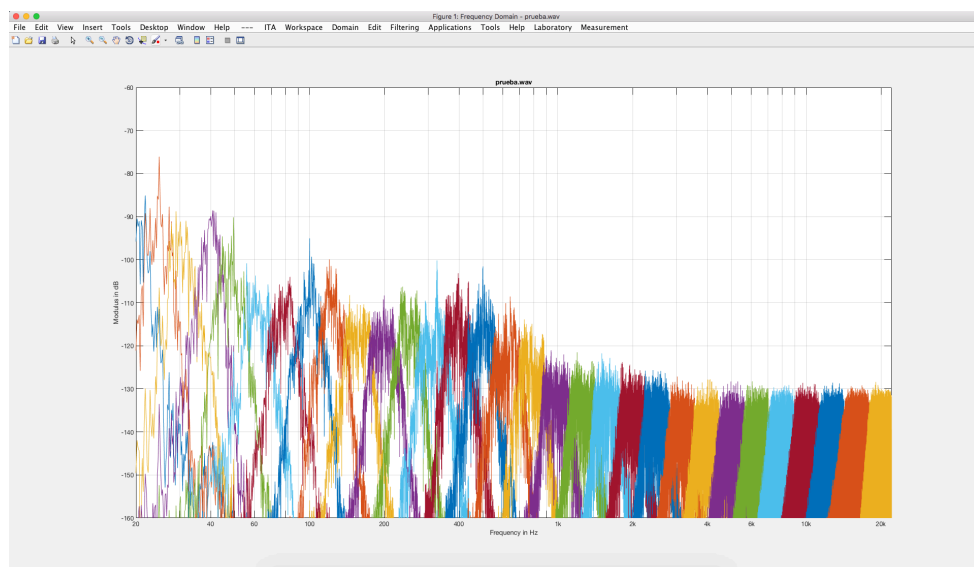 Figure 1: Frequency Domain - prueba.wav
File Edit View Insert Tools Desktop Window Help --- ITA Workspace Domain Edit Filtering Applications Tools Help Laboratory Measurement
prueba.wav
-60
-70
-80
-90
-100
-110
-120
-130
-140
-150
-160
Modulus in dB
20 40 60 100 200 400 600 1k 2k 4k 6k 10k 20k
Frequency in Hz